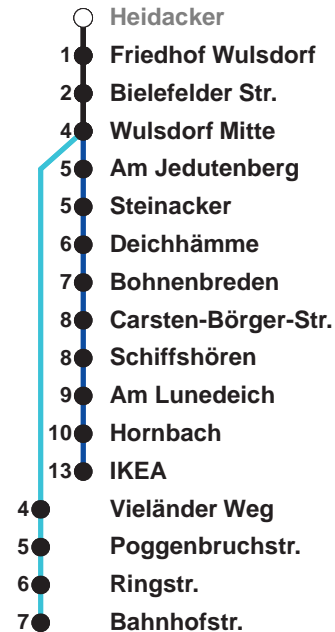 Heidacker
1 Friedhof Wulsdorf
2 Bielefelder Str.
4 Wulsdorf Mitte
5 Am Jedutenberg
5 Steinacker
6 Deichhämme
7 Bohnenbreden
8 Carsten-Börger-Str.
8 Schiffshören
9 Am Lunedeich
10 Hornbach
13 IKEA
4 Vieländer Weg
5 Poggenbruchstr.
6 Ringstr.
7 Bahnhofstr.